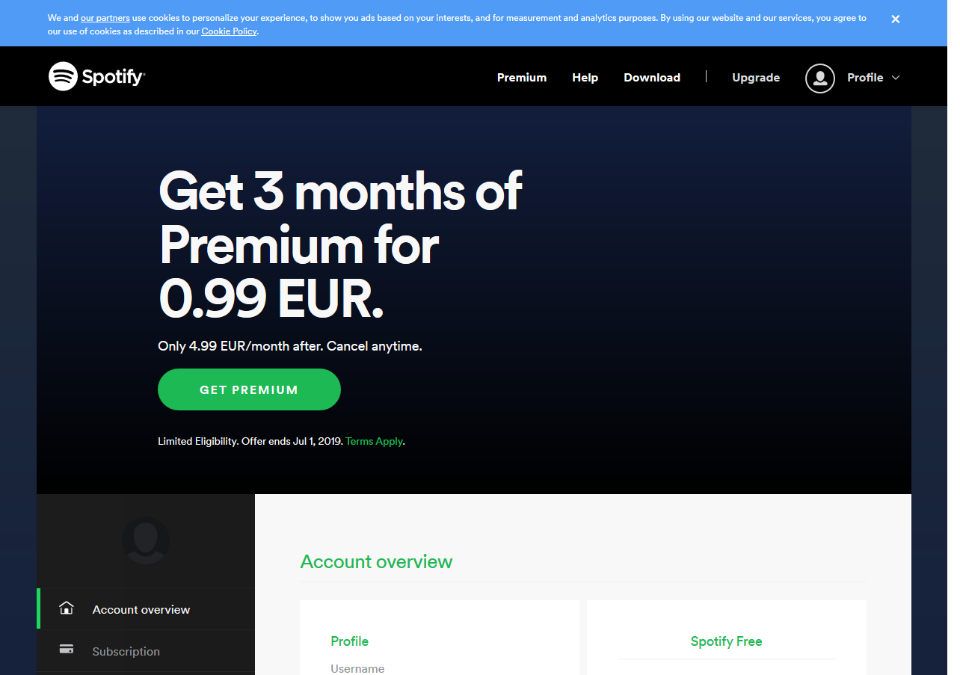 We and our partners use cookies to personalize your experience, to show you ads based on your interests, and for measurement and analytics purposes. By using our website and our services, you agree to
our use of cookies as described in our Cookie Policy.
Spotify
Premium Help Download | Upgrade Profile
Get 3 months of
Premium for
0.99 EUR.
Only 4.99 EUR/month after. Cancel anytime.
GET PREMIUM
Limited Eligibility. Offer ends Jul 1, 2019. Terms Apply.
Account overview
Account overview
Subscription
Profile
Username
Spotify Free